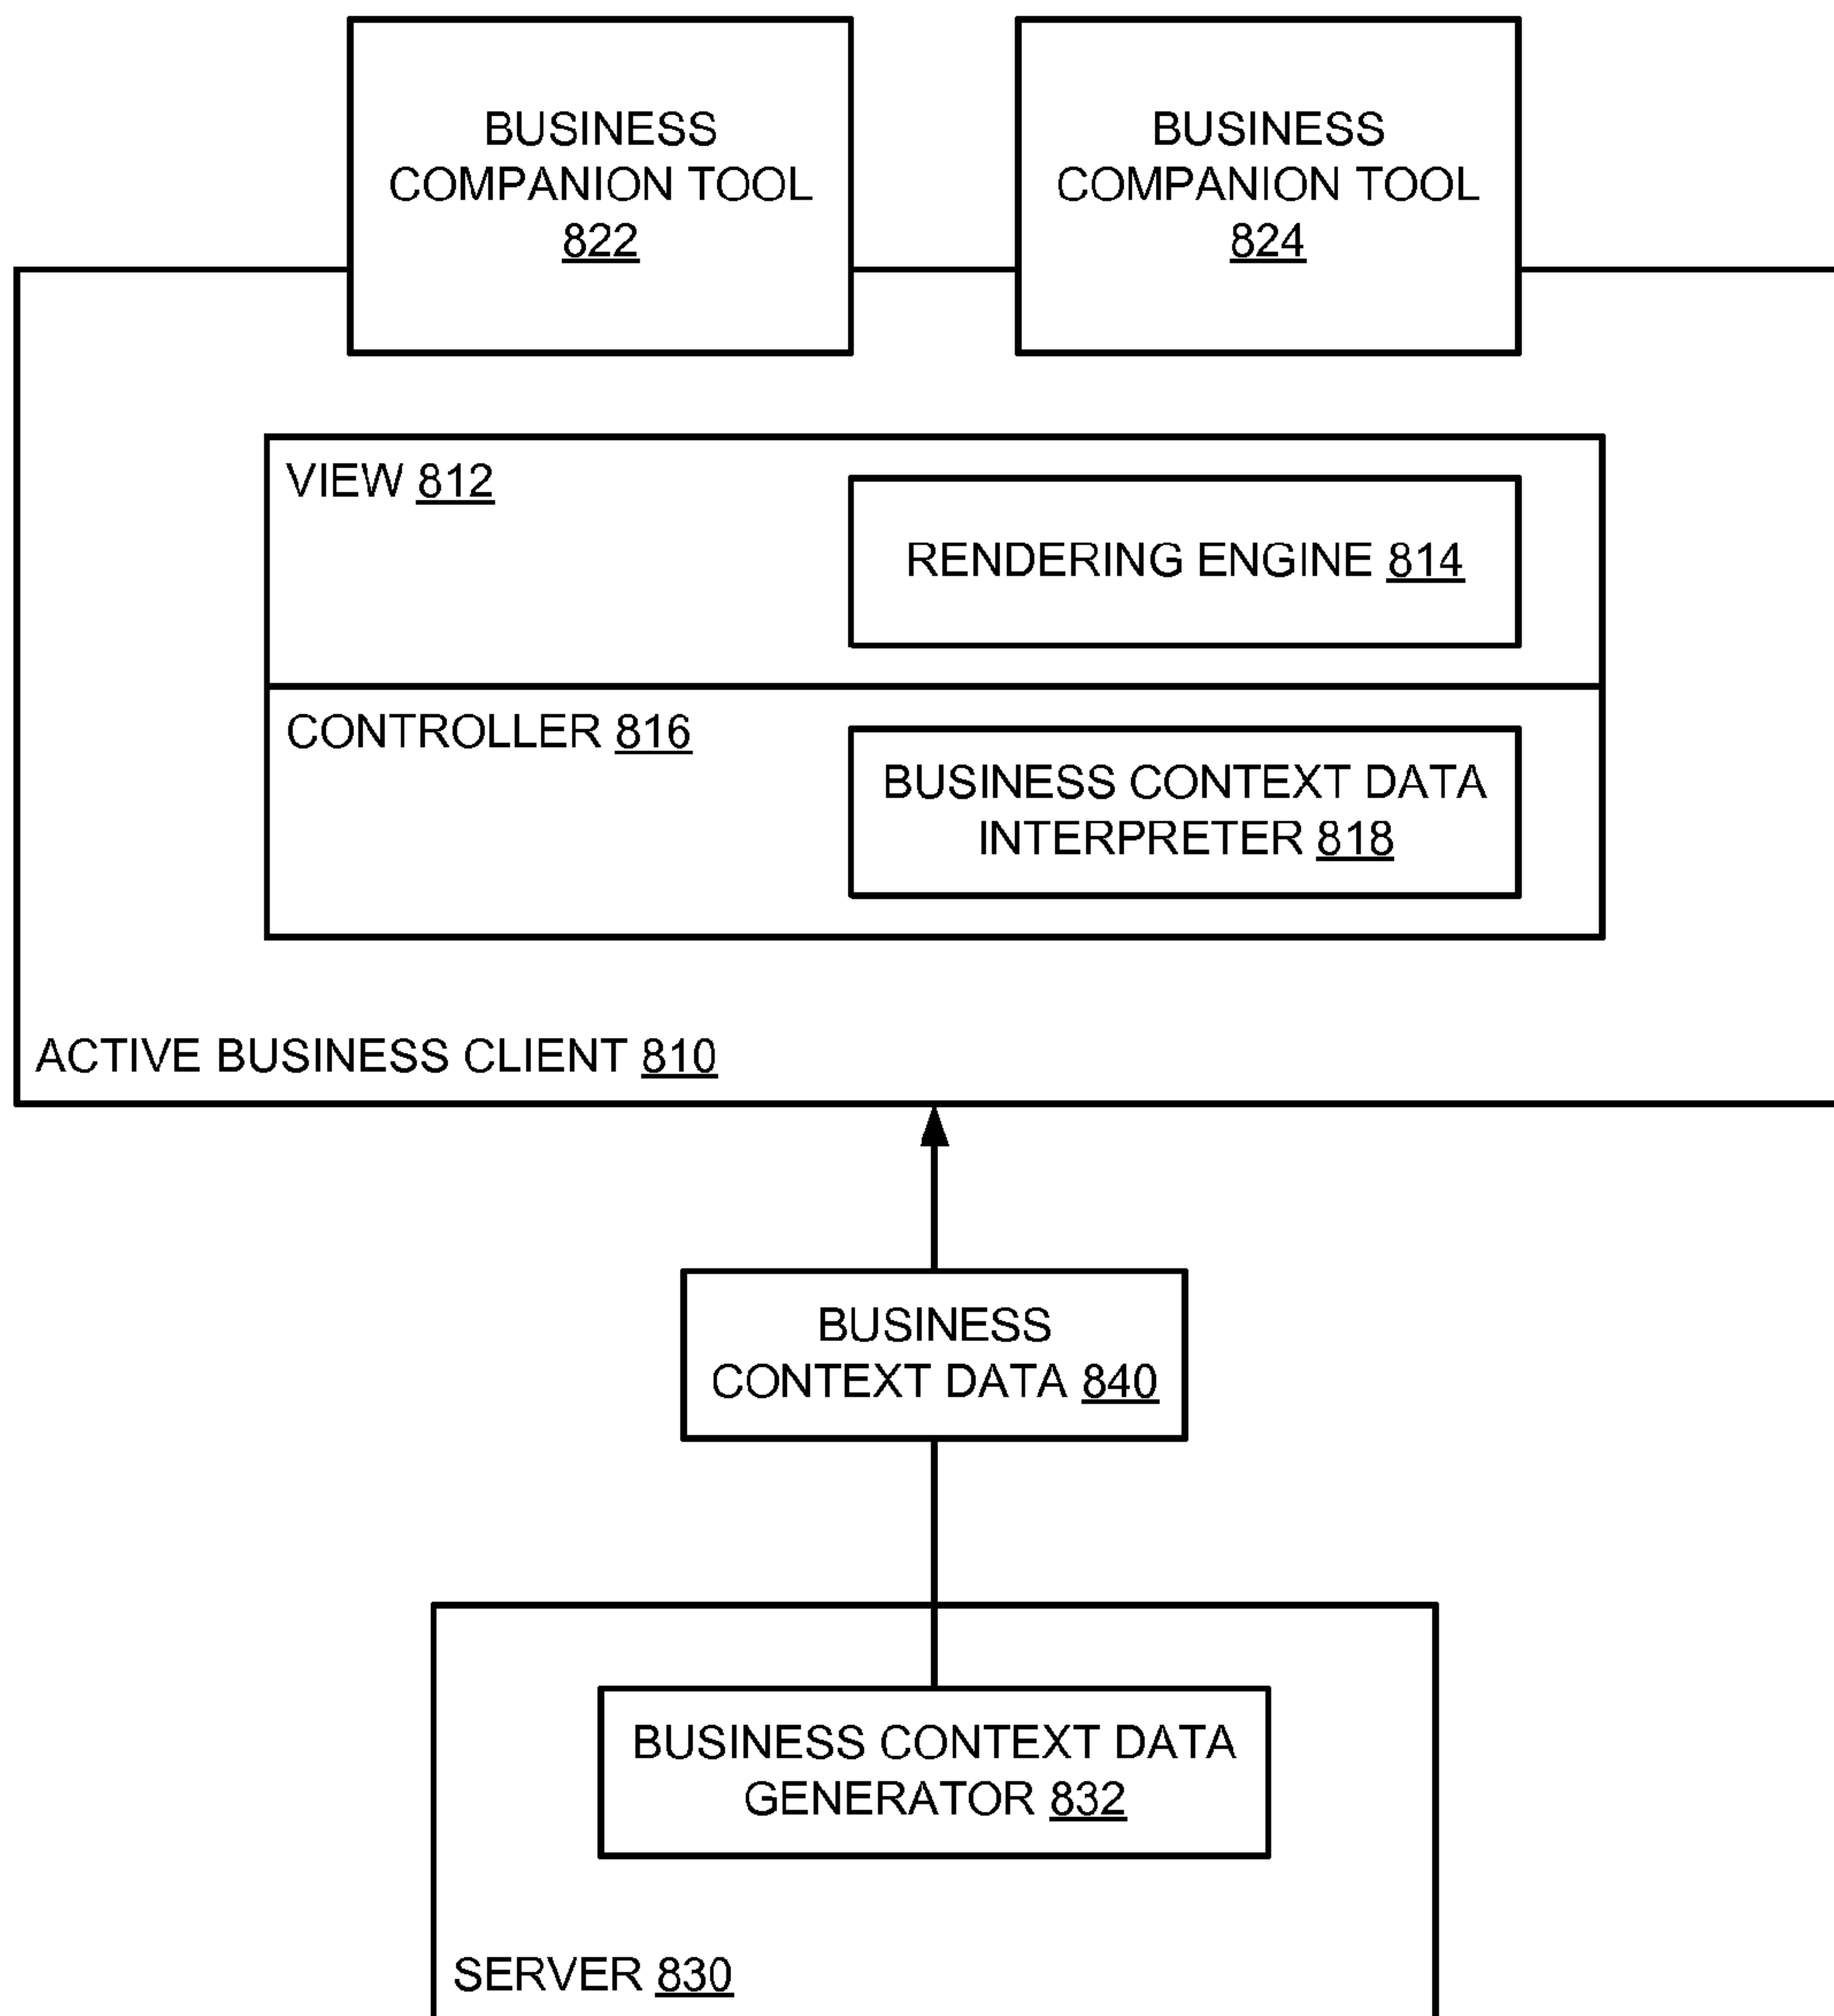 BUSINESS
COMPANION TOOL
822
BUSINESS
COMPANION TOOL
824
VIEW 812
RENDERING ENGINE 814
CONTROLLER 816
BUSINESS CONTEXT DATA
INTERPRETER 818
ACTIVE BUSINESS CLIENT 810
BUSINESS
CONTEXT DATA 840
BUSINESS CONTEXT DATA
GENERATOR 832
SERVER 830